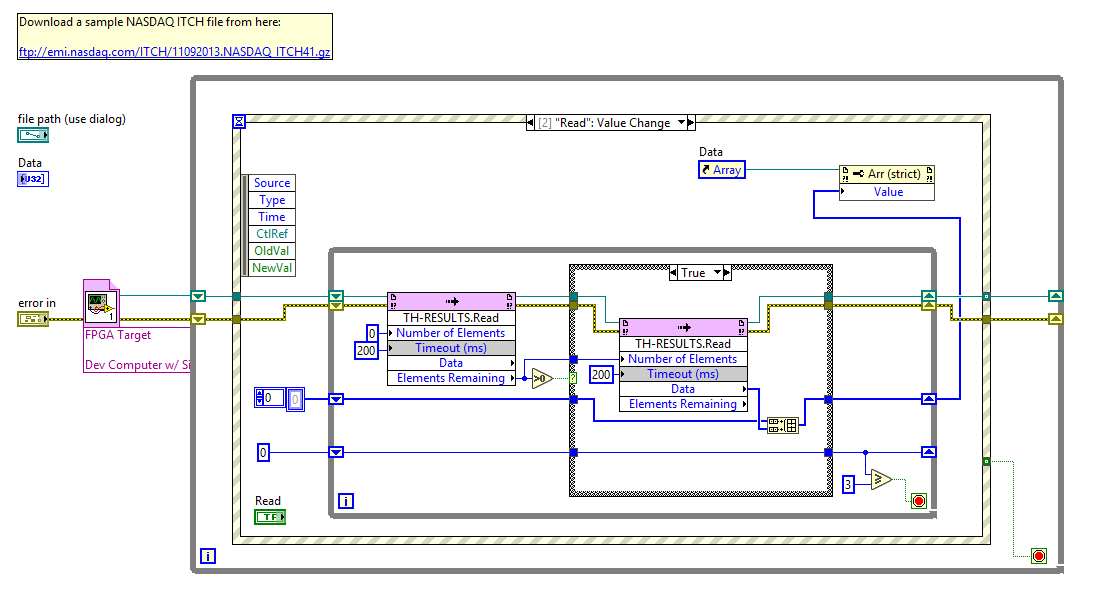 Download a sample NASDAQ ITCH file from here:
ftp://emi.nasdaq.com/ITCH/11092013.NASDAQ_ITCH41.gz
file path (use dialog)
Data
U32
error in
FPGA Target
Dev Computer w/ Si
1
[2] "Read": Value Change
Source
Type
Time
CtlRef
OldVal
NewVal
Data
Array
Arr (strict)
Value
True
TH-RESULTS.Read
Number of Elements
Timeout (ms)
Data
Elements Remaining
0
200
>0
?
TH-RESULTS.Read
Number of Elements
Timeout (ms)
Data
Elements Remaining
200
0
0
0
3
≥
Read
TF
i
i